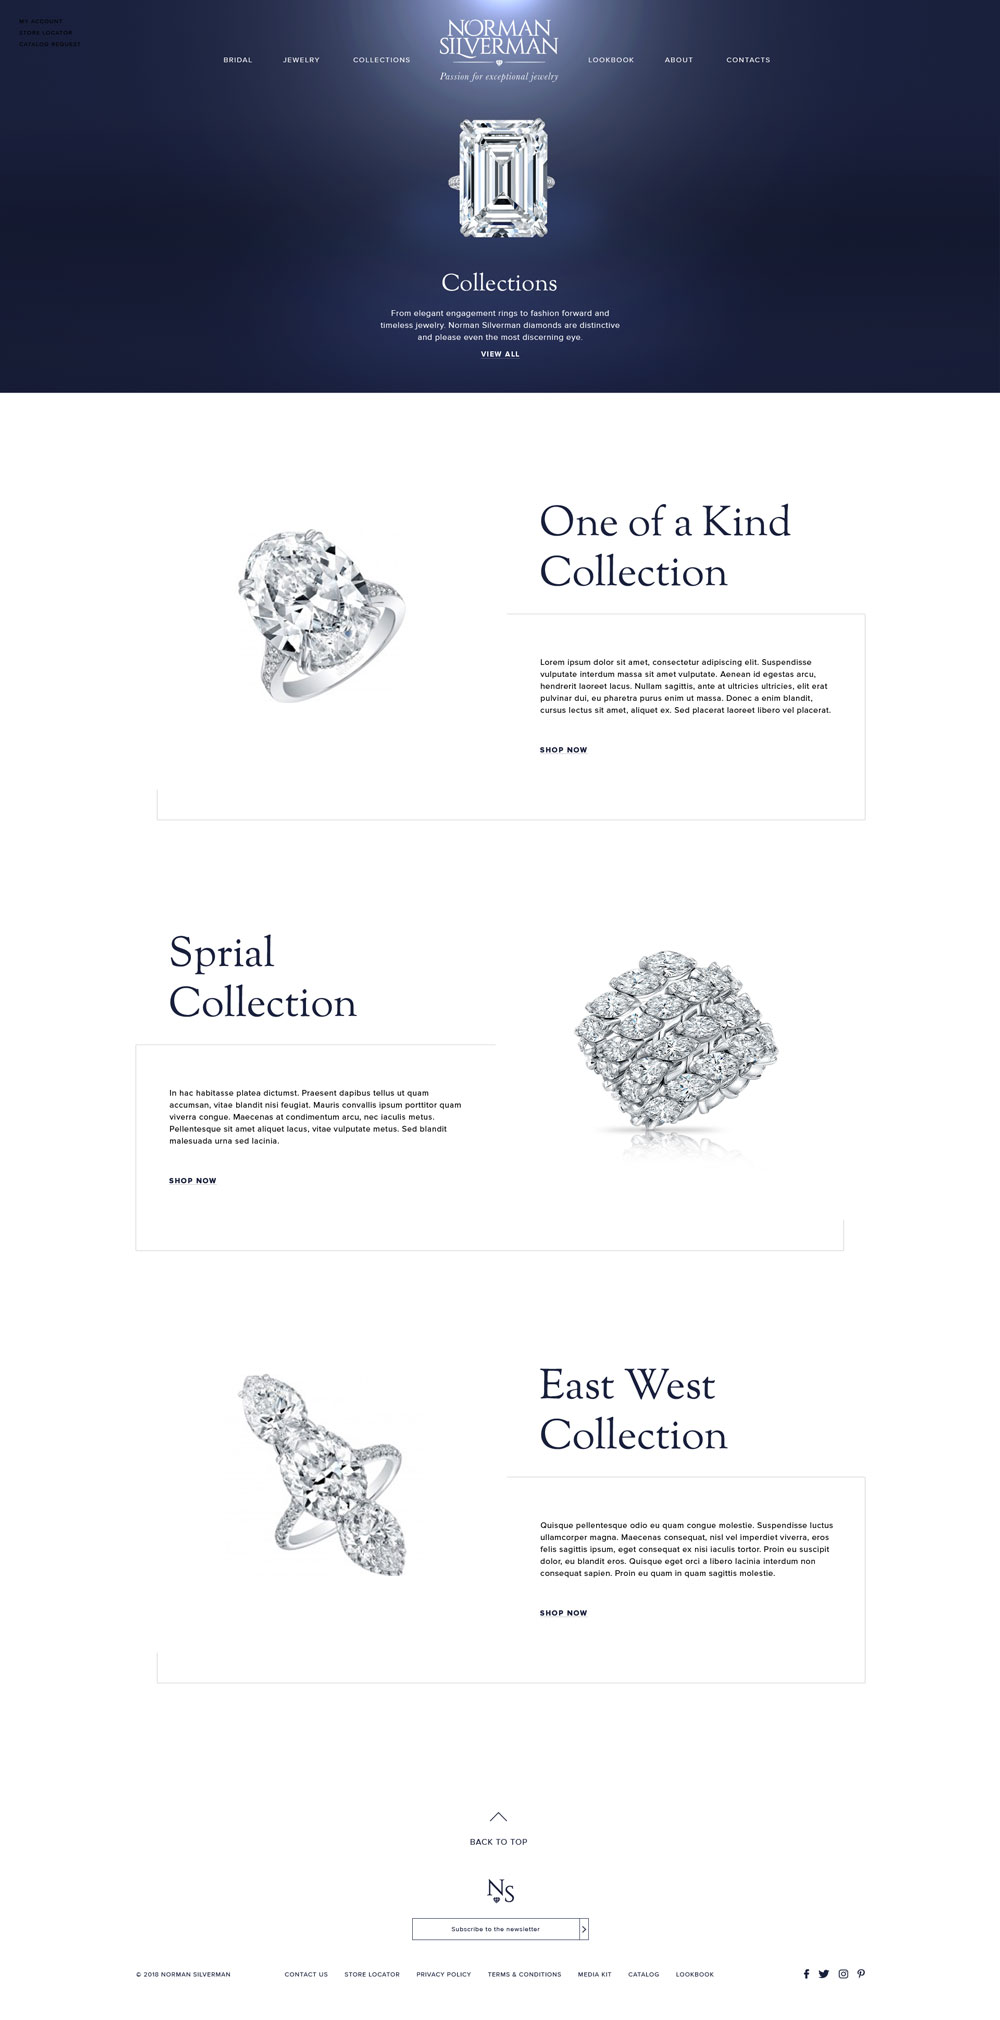 MY ACCOUNT
STORE LOCATOR
CATALOG REQUEST
BRIDAL JEWELRY COLLECTIONS
NORMAN
SILVERMAN
Passion for exceptional jewelry
LOOKBOOK ABOUT CONTACTS
Collections
From elegant engagement rings to fashion forward and
timeless jewelry. Norman Silverman diamonds are distinctive
and please even the most discerning eye.
VIEW ALL
One of a Kind
Collection
Lorem ipsum dolor sit amet, consectetur adipiscing elit. Suspendisse
vulputate interdum massa sit amet vulputate. Aenean id egestas arcu,
hendrerit laoreet lacus. Nullam sagittis, ante at ultricies ultricies, elit erat
pulvinar dui, eu pharetra purus enim ut massa. Donec a enim blandit,
cursus lectus sit amet, aliquet ex. Sed placerat laoreet libero vel placerat.
SHOP NOW
Sprial
Collection
In hac habitasse platea dictumst. Praesent dapibus tellus ut quam
accumsan, vitae blandit nisi feugiat. Mauris convallis ipsum porttitor quam
viverra congue. Maecenas at condimentum arcu, nec iaculis metus.
Pellentesque sit amet aliquet lacus, vitae vulputate metus. Sed blandit
malesuada urna sed lacinia.
SHOP NOW
East West
Collection
Quisque pellentesque odio eu quam congue molestie. Suspendisse luctus
ullamcorper magna. Maecenas consequat, nisl vel imperdiet viverra, eros
felis sagittis ipsum, eget consequat ex nisi iaculis tortor. Proin eu suscipit
dolor, eu blandit eros. Quisque eget orci a libero lacinia interdum non
consequat sapien. Proin eu quam in quam sagittis molestie.
SHOP NOW
BACK TO TOP
NS
Subscribe to the newsletter
© 2018 NORMAN SILVERMAN CONTACT US STORE LOCATOR PRIVACY POLICY TERMS & CONDITIONS MEDIA KIT CATALOG LOOKBOOK